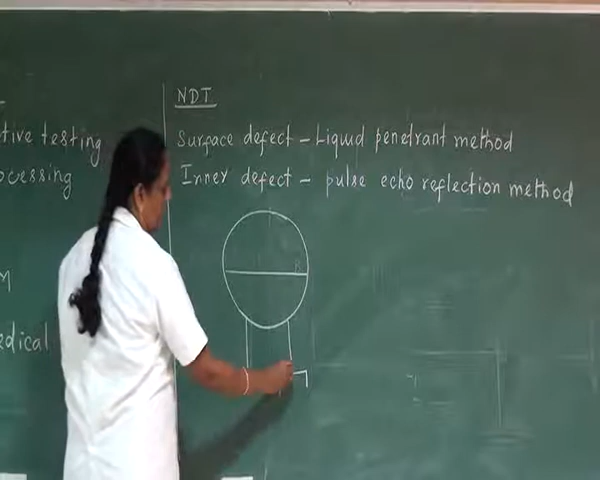 tive testing
ocessing
M
edical
NDT
Surface defect - Liquid penetrant method
Inner defect - pulse echo reflection method